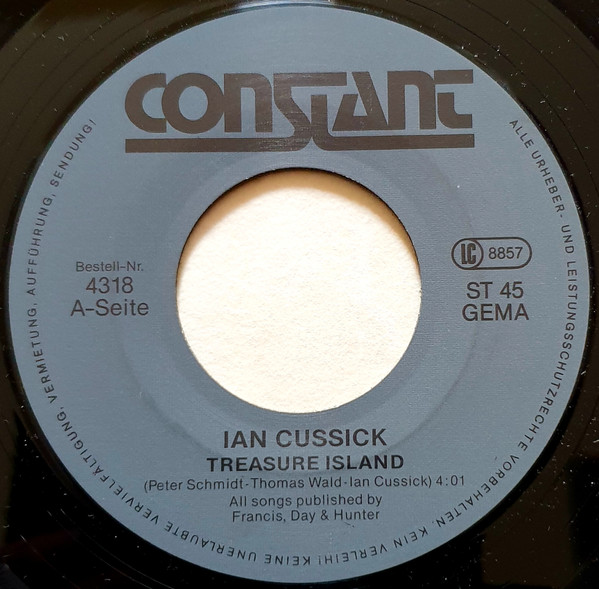 CONSTANT
Bestell-Nr.
4318
A-Seite
LC 8857
ST 45
GEMA
IAN CUSSICK
TREASURE ISLAND
(Peter Schmidt-Thomas Wald-Ian Cussick) 4:01
All songs published by
Francis, Day & Hunter
ALLE URHEBER- UND LEISTUNGSSCHUTZRECHTE VORBEHALTEN. KEIN VERLEIH! KEINE UNERLAUBTE VERVIELFÄLTIGUNG, VERMIETUNG, AUFFÜHRUNG, SENDUNG!